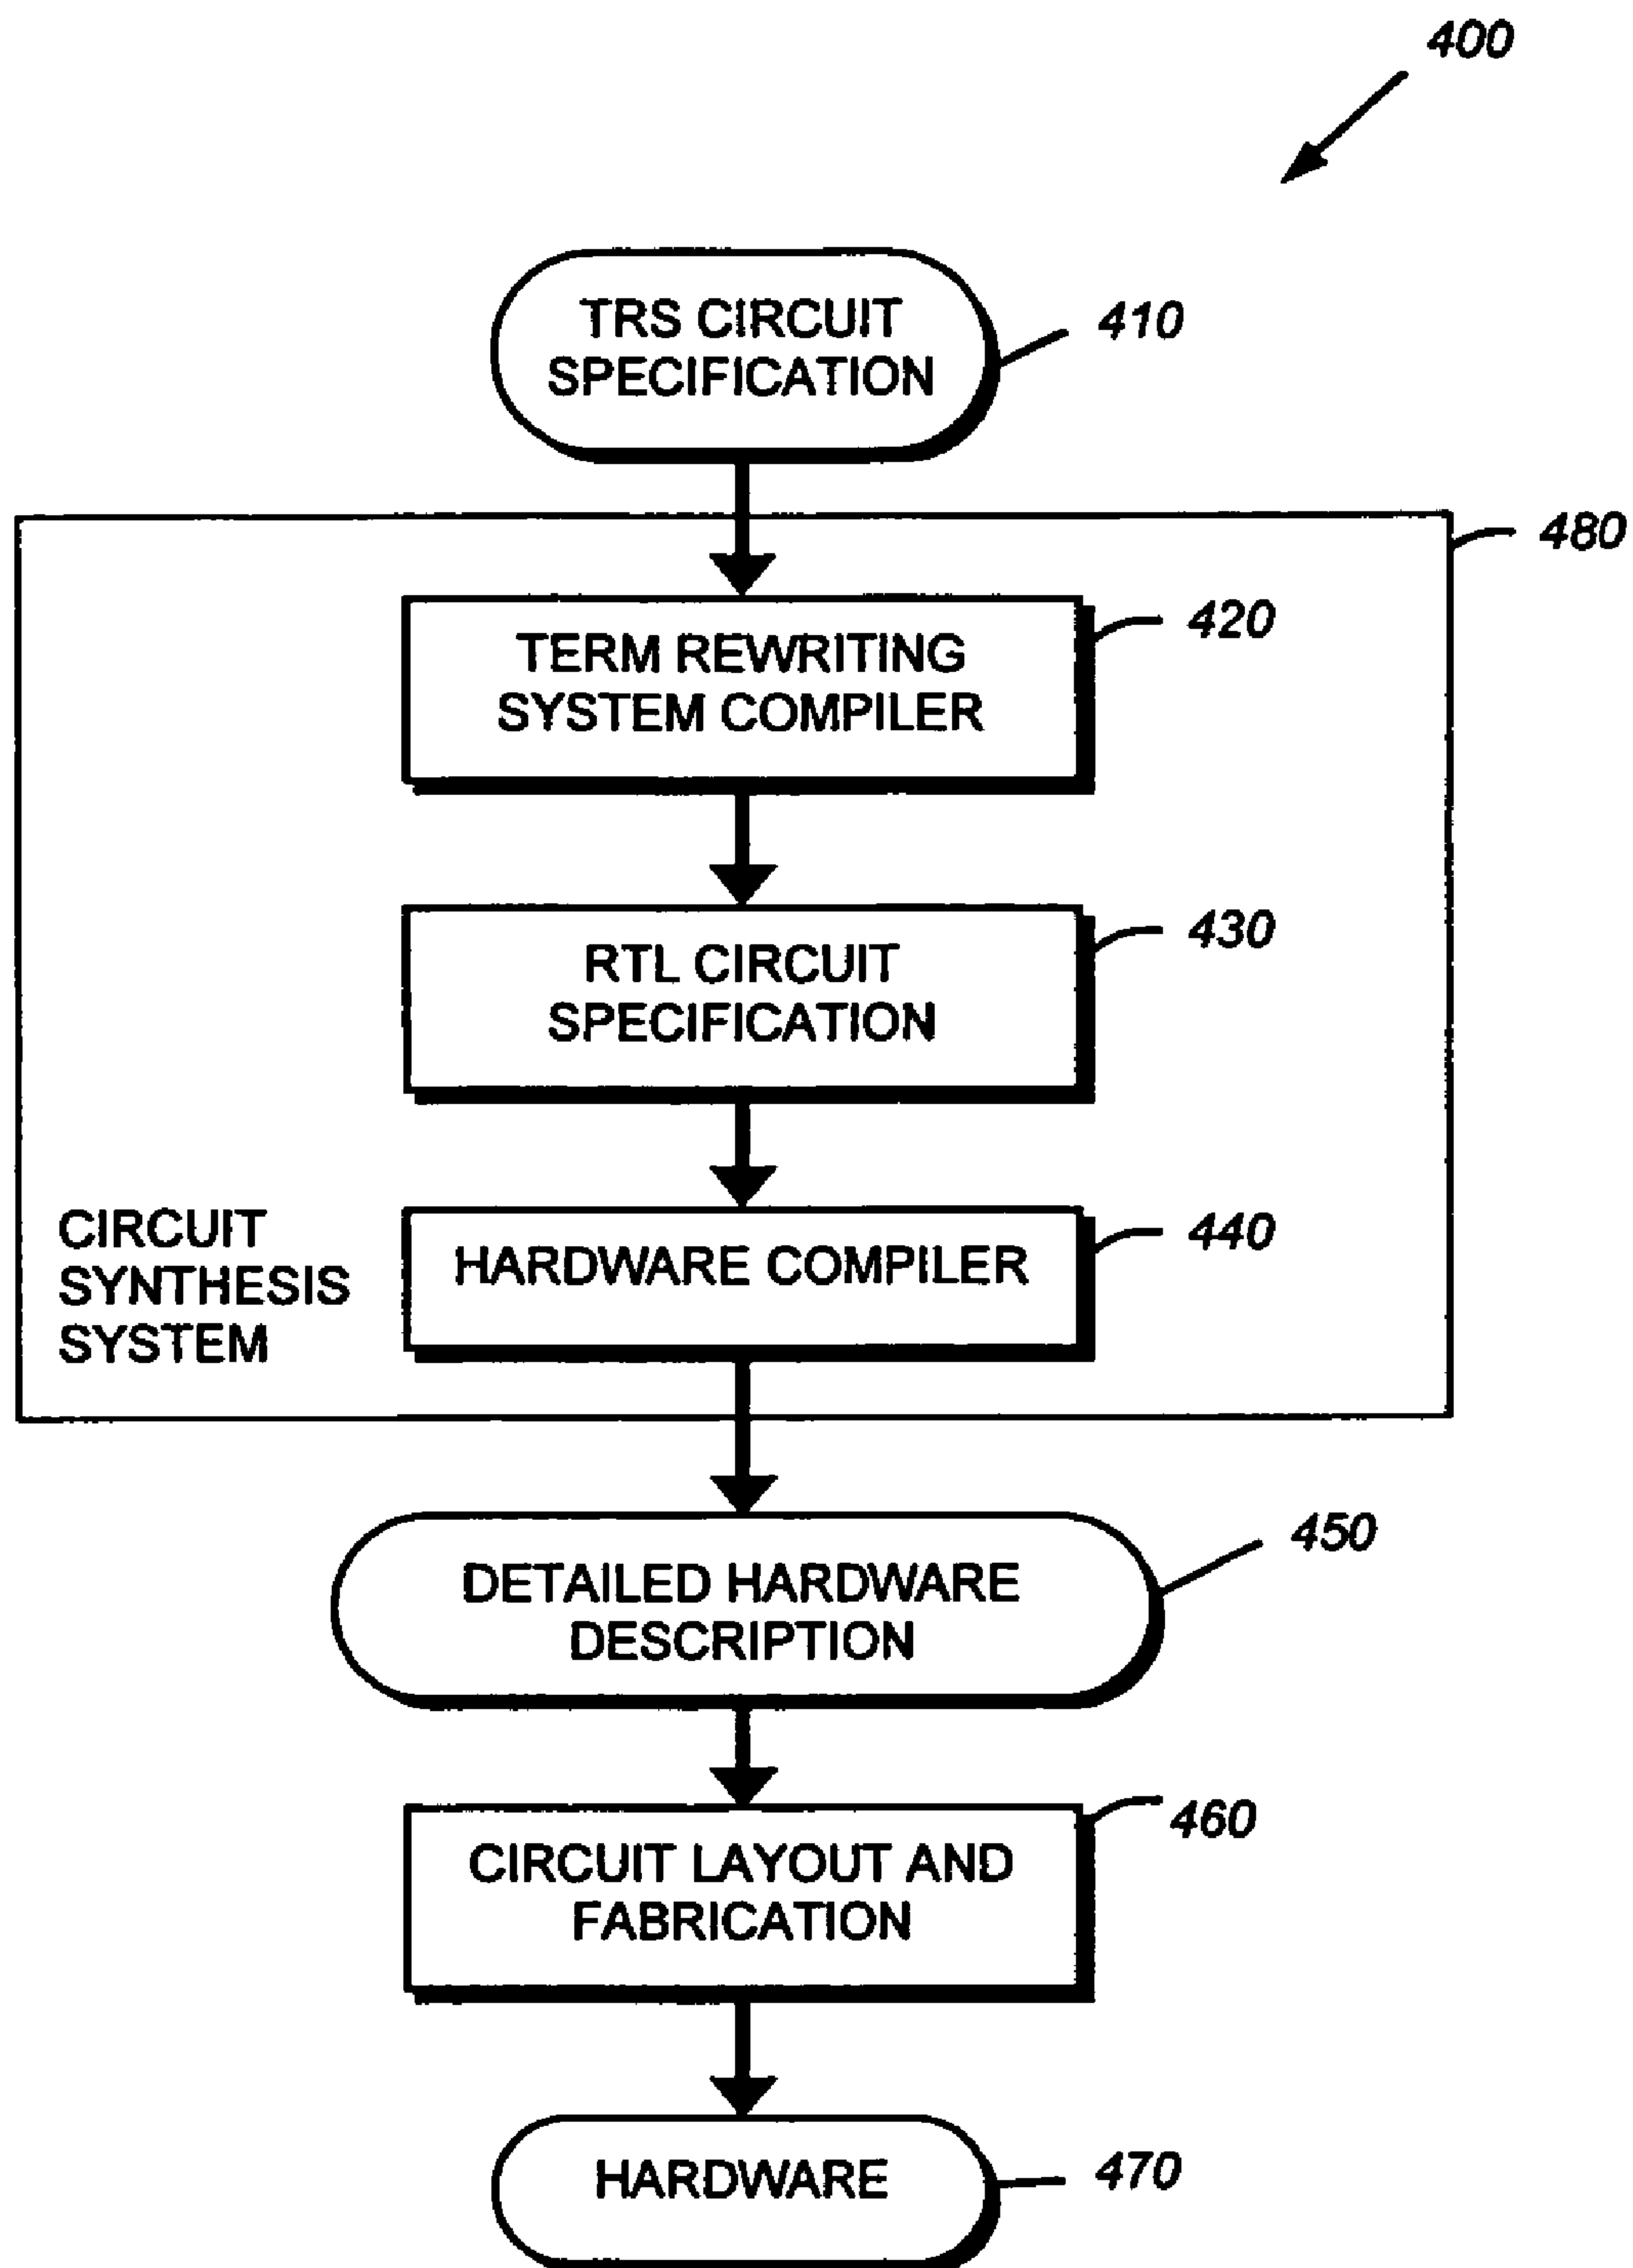 400
TRS CIRCUIT
SPECIFICATION
410
480
TERM REWRITING
SYSTEM COMPILER
420
RTL CIRCUIT
SPECIFICATION
430
CIRCUIT
SYNTHESIS
SYSTEM
HARDWARE COMPILER
440
DETAILED HARDWARE
DESCRIPTION
450
CIRCUIT LAYOUT AND
FABRICATION
460
HARDWARE
470